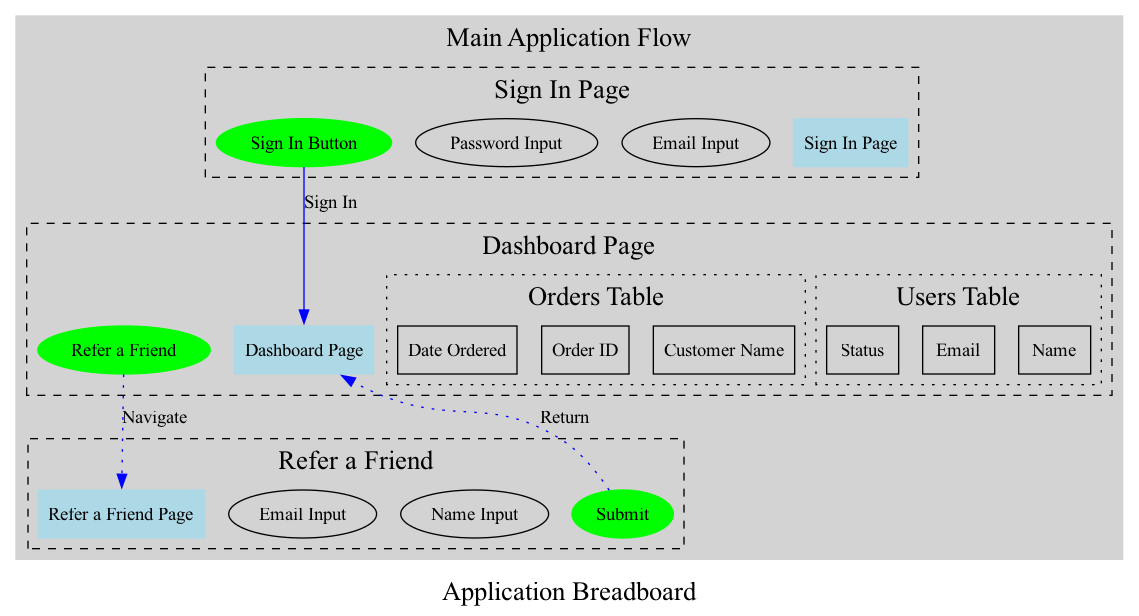 Main Application Flow
Sign In Page
Sign In Button
Password Input
Email Input
Sign In Page
Sign In
Dashboard Page
Orders Table
Users Table
Refer a Friend
Dashboard Page
Date Ordered
Order ID
Customer Name
Status
Email
Name
Navigate
Return
Refer a Friend
Refer a Friend Page
Email Input
Name Input
Submit
Application Breadboard